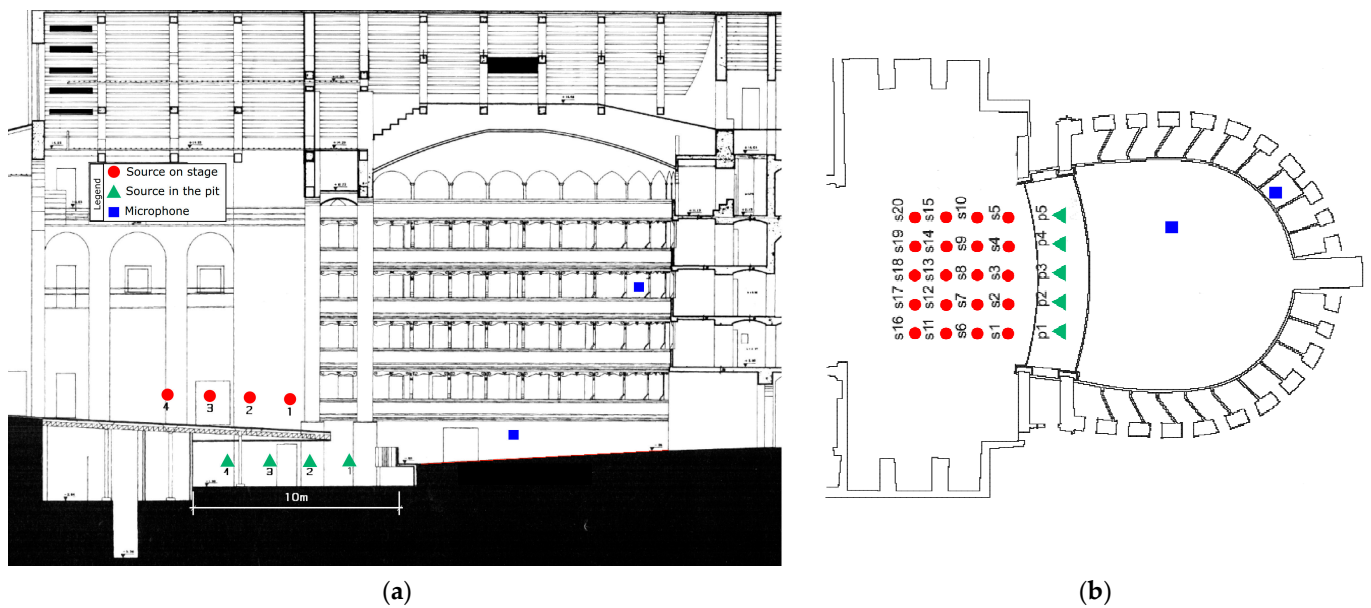 Legend
Source on stage
Source in the pit
Microphone
4
3
2
1
4
3
2
1
10m
(a)
s20
s15
s10
s5
p5
s19
s14
s9
s4
p4
s18
s13
s8
s3
p3
s17
s12
s7
s2
p2
s16
s11
s6
s1
p1
(b)